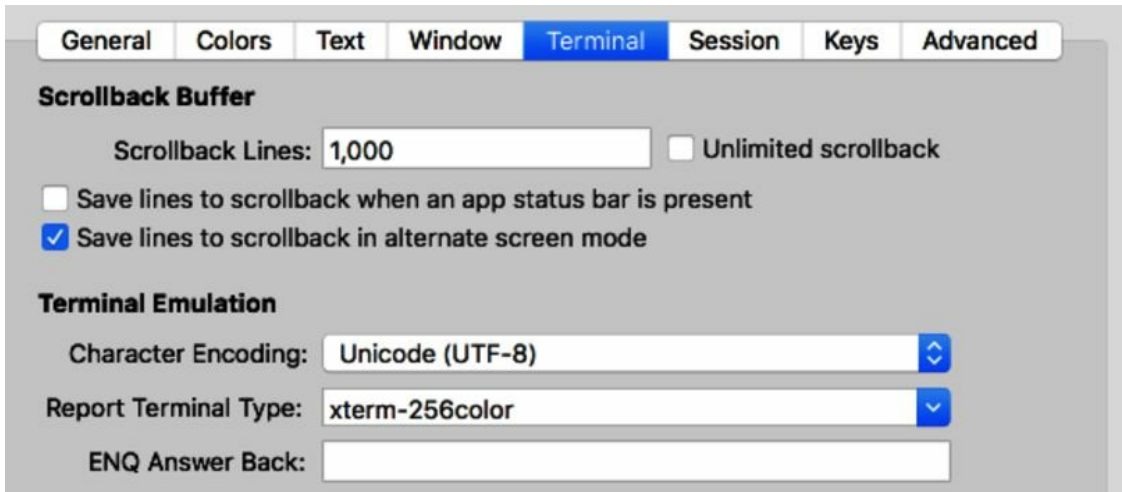 General Colors Text Window Terminal Session Keys Advanced
Scrollback Buffer
Scrollback Lines: 1,000 Unlimited scrollback
Save lines to scrollback when an app status bar is present
Save lines to scrollback in alternate screen mode
Terminal Emulation
Character Encoding: Unicode (UTF-8)
Report Terminal Type: xterm-256color
ENQ Answer Back: